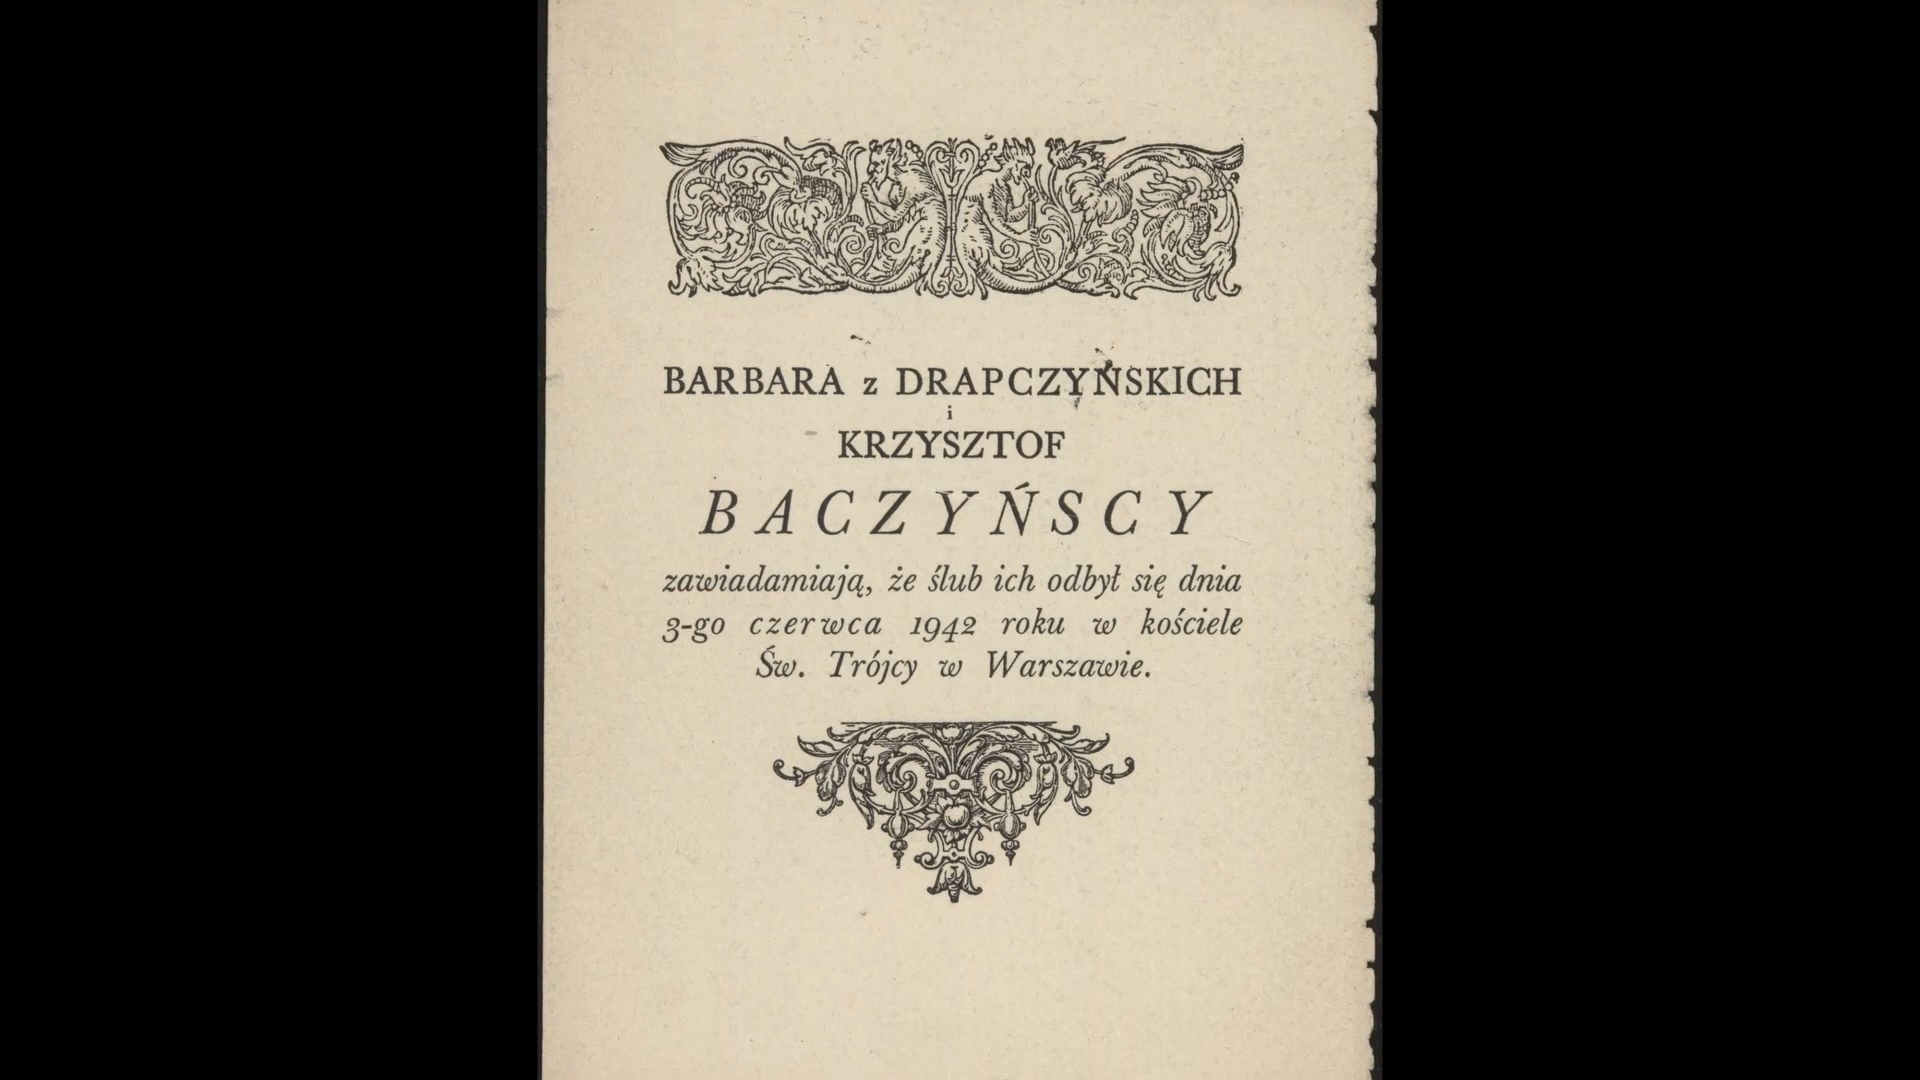 BARBARA z DRAPCZYŃSKICH
i
KRZYSZTOF
BACZYŃSCY
zawiadamiają, że ślub ich odbył się dnia
3-go czerwca 1942 roku w kościele
Św. Trójcy w Warszawie.